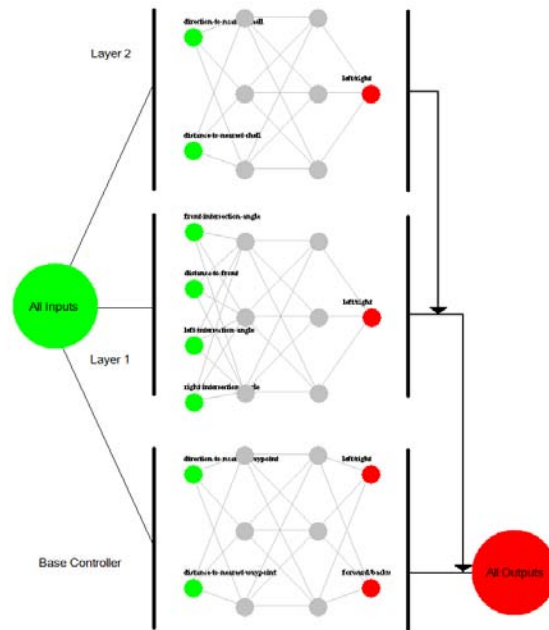 direction-to-nearest-shell
Layer 2
left/right
distance-to-nearest-shell
front-intersection-angle
distance-to-front
All Inputs
left/right
left-intersection-angle
Layer 1
right-intersection-angle
direction-to-nearest-waypoint
left/right
Base Controller
distance-to-nearest-waypoint
All Outputs